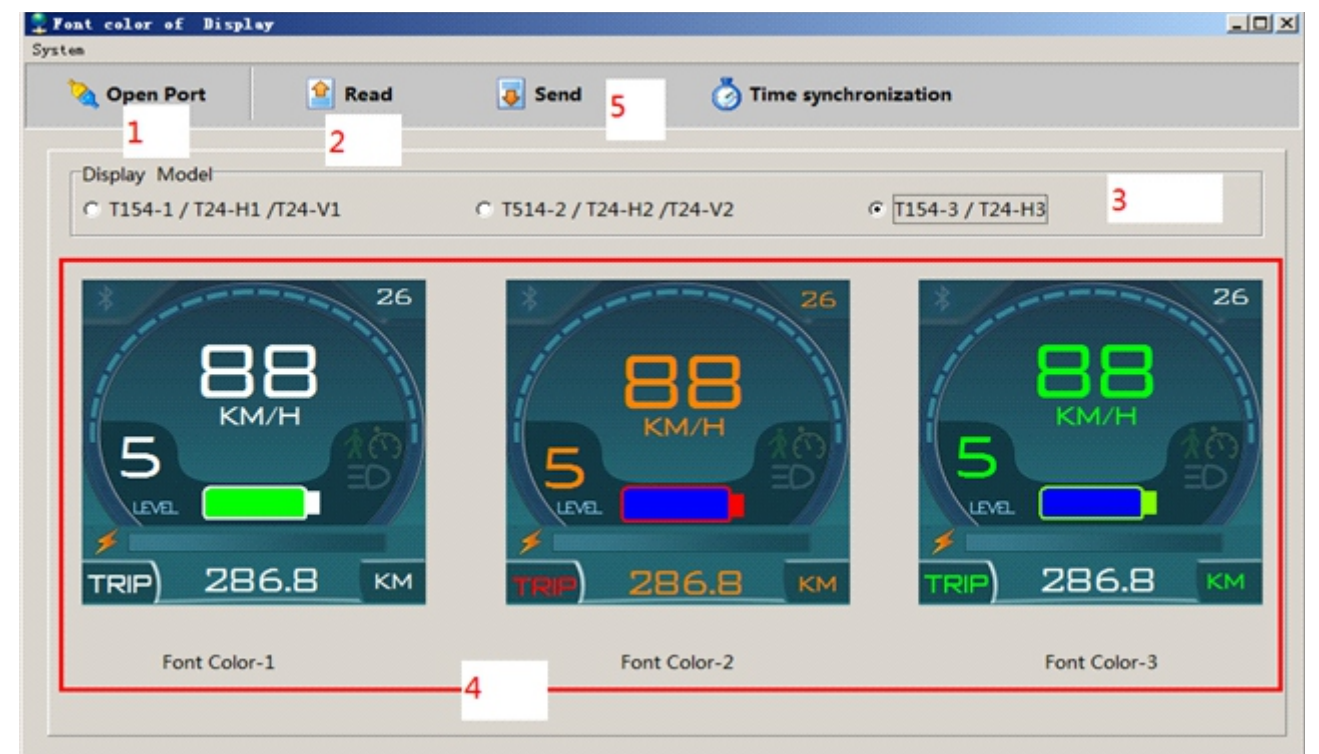 Font color of Display
System
Open Port Read Send Time synchronization
1 2 5
Display Model
T154-1 / T24-H1 /T24-V1 T514-2 / T24-H2 /T24-V2 T154-3 / T24-H3 3
26 26 26
88 88 88
KM/H KM/H KM/H
5 5 5
LEVEL LEVEL LEVEL
TRIP 286.8 KM TRIP 286.8 KM TRIP 286.8 KM
Font Color-1 Font Color-2 Font Color-3
4